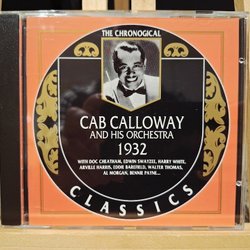 THE CHRONOGICAL
CAB CALLOWAY
AND HIS ORCHESTRA
1932
WITH DOC CHEATHAM, EDWIN SWAYZEE, HARRY WHITE,
ARVILLE HARRIS, EDDIE BAREFIELD, WALTER THOMAS,
AL MORGAN, BENNIE PAYNE...
CLASSICS